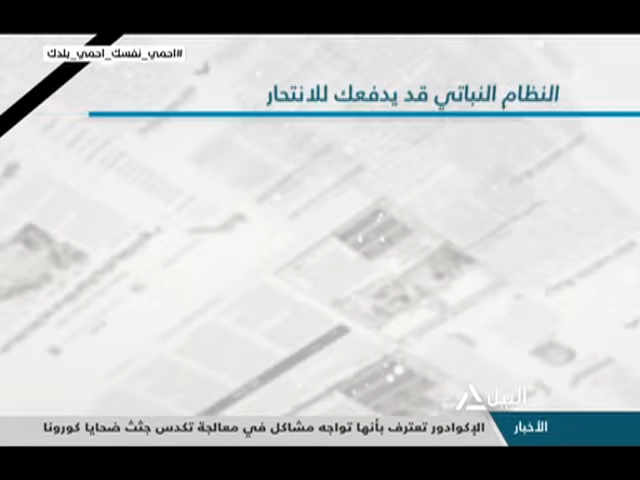 #احمي_نفسك_احمي_بلدك
النظام النباتي قد يدفعك للانتحار
النيل
الأخبار
الإكوادور تعترف بأنها تواجه مشاكل في معالجة تكدس جثث ضحايا كورونا